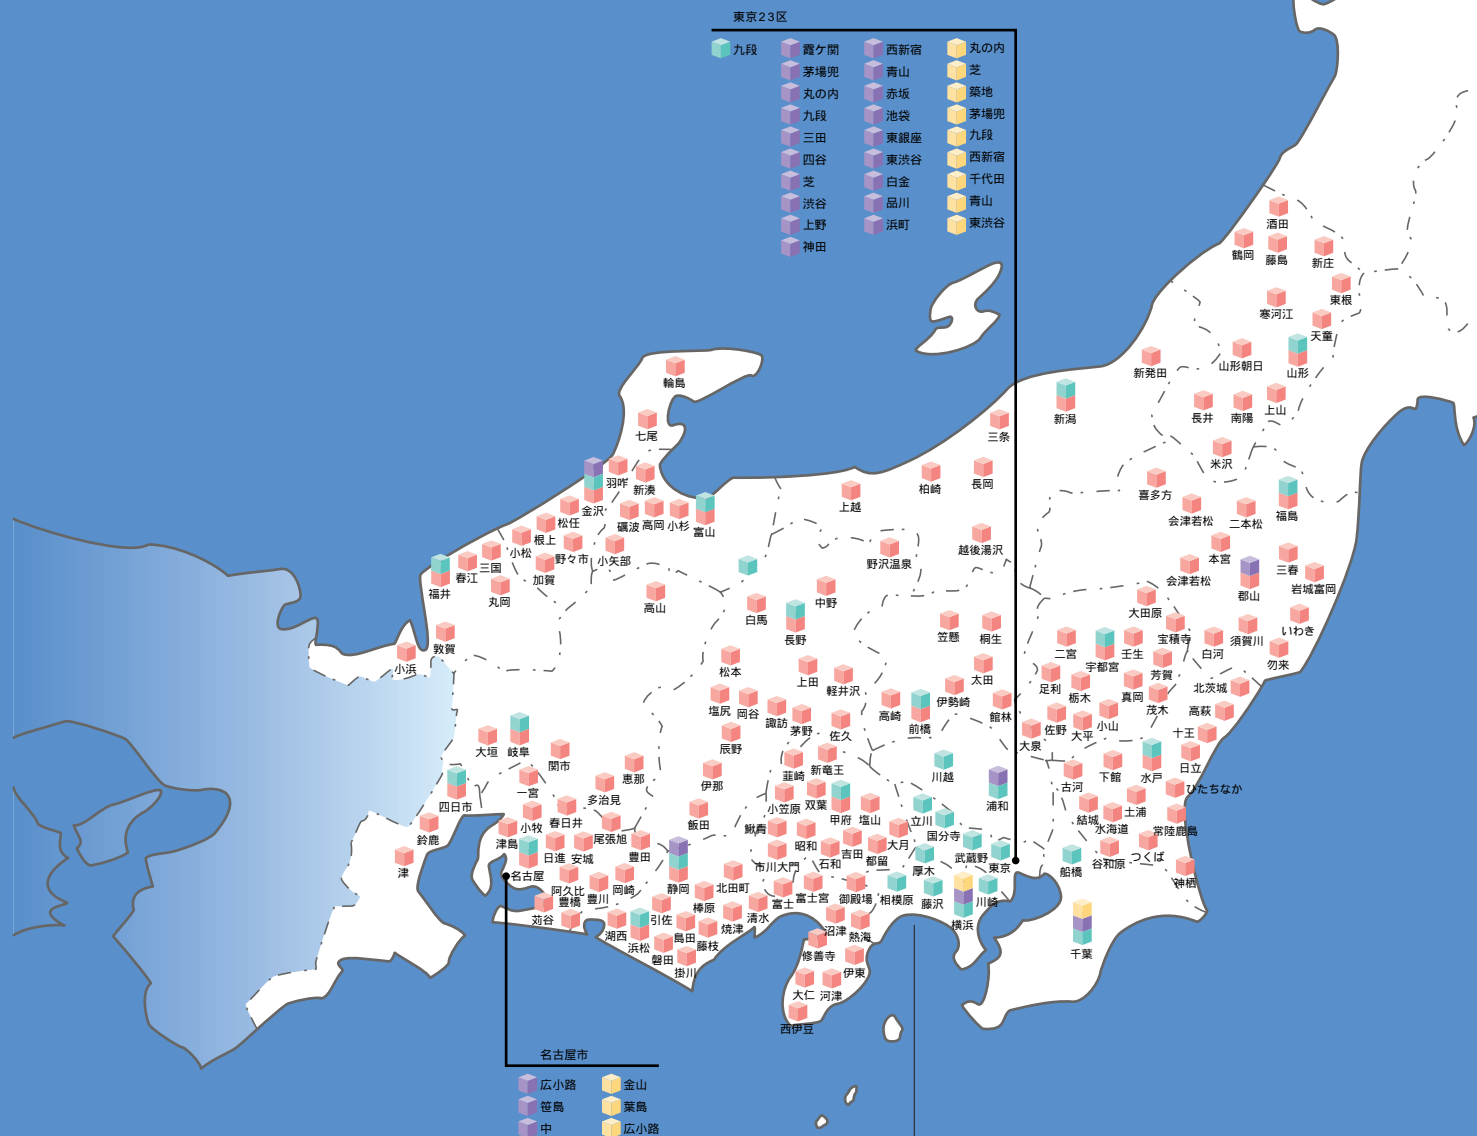 東京23区
九段
霞ケ関
茅場兜
丸の内
九段
三田
四谷
芝
渋谷
上野
神田
西新宿
青山
赤坂
池袋
東銀座
東渋谷
白金
品川
浜町
丸の内
芝
築地
茅場兜
九段
西新宿
千代田
青山
東渋谷
酒田
鶴岡
藤島
新庄
東根
寒河江
天童
山形朝日
山形
新発田
長井
南陽
上山
新潟
輪島
七尾
三条
米沢
羽咋
新湊
金沢
柏崎
長岡
上越
喜多方
会津若松
二本松
福島
松任
砺波
高岡
小杉
富山
根上
小松
野々市
小矢部
越後湯沢
野沢温泉
本宮
三国
春江
加賀
福井
丸岡
高山
会津若松
郡山
三春
岩城富岡
白馬
中野
長野
大田原
笠懸
桐生
いわき
敦賀
小浜
二宮
宇都宮
壬生
宝積寺
白河
須賀川
勿来
松本
上田
軽井沢
太田
足利
栃木
芳賀
真岡
茂木
北茨城
塩尻
岡谷
諏訪
茅野
佐久
高崎
前橋
伊勢崎
館林
佐野
大平
小山
高萩
大垣
岐阜
関市
辰野
大泉
十王
日立
四日市
一宮
多治見
恵那
伊那
韮崎
新竜王
川越
浦和
古河
下館
水戸
ひたちなか
小牧
春日井
尾張旭
飯田
小笠原
双葉
甲府
塩山
立川
国分寺
結城
水海道
土浦
常陸鹿島
鈴鹿
津島
日進
安城
豊田
鰍青
昭和
石和
吉田
都留
大月
厚木
武蔵野
東京
船橋
谷和原
つくば
神栖
津
名古屋
阿久比
豊橋
豊川
岡崎
静岡
北田町
市川大門
富士
富士宮
御殿場
相模原
藤沢
横浜
川崎
苅谷
湖西
浜松
引佐
島田
榛原
藤枝
焼津
清水
沼津
熱海
磐田
掛川
修善寺
伊東
千葉
大仁
河津
西伊豆
名古屋市
広小路
笹島
中
金山
葉島
広小路